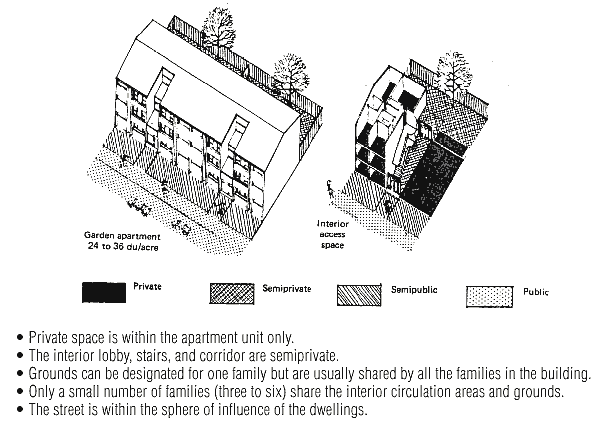 Garden apartment
24 to 36 du/acre
Interior
access
space
Private
Semiprivate
Semipublic
Public
• Private space is within the apartment unit only.
• The interior lobby, stairs, and corridor are semiprivate.
• Grounds can be designated for one family but are usually shared by all the families in the building.
• Only a small number of families (three to six) share the interior circulation areas and grounds.
• The street is within the sphere of influence of the dwellings.